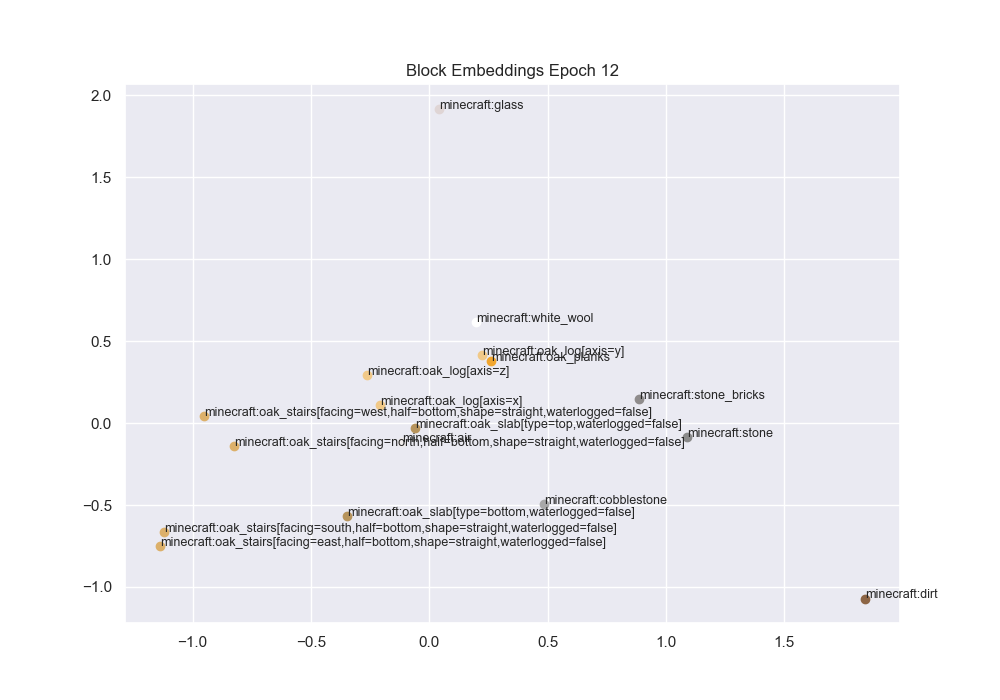 Block Embeddings Epoch 12
2.0
minecraft:glass
1.5
1.0
minecraft:white_wool
0.5
minecraft:oak_log[axis=y]
minecraft:oak_planks
minecraft:oak_log[axis=z]
minecraft:stone_bricks
minecraft:oak_log[axis=x]
minecraft:oak_stairs[facing=west,half=bottom,shape=straight,waterlogged=false]
0.0
minecraft:oak_slab[type=top,waterlogged=false]
minecraft:stone
minecraft:air
minecraft:oak_stairs[facing=north,half=bottom,shape=straight,waterlogged=false]
−0.5
minecraft:cobblestone
minecraft:oak_slab[type=bottom,waterlogged=false]
minecraft:oak_stairs[facing=south,half=bottom,shape=straight,waterlogged=false]
minecraft:oak_stairs[facing=east,half=bottom,shape=straight,waterlogged=false]
−1.0
minecraft:dirt
−1.0 −0.5 0.0 0.5 1.0 1.5